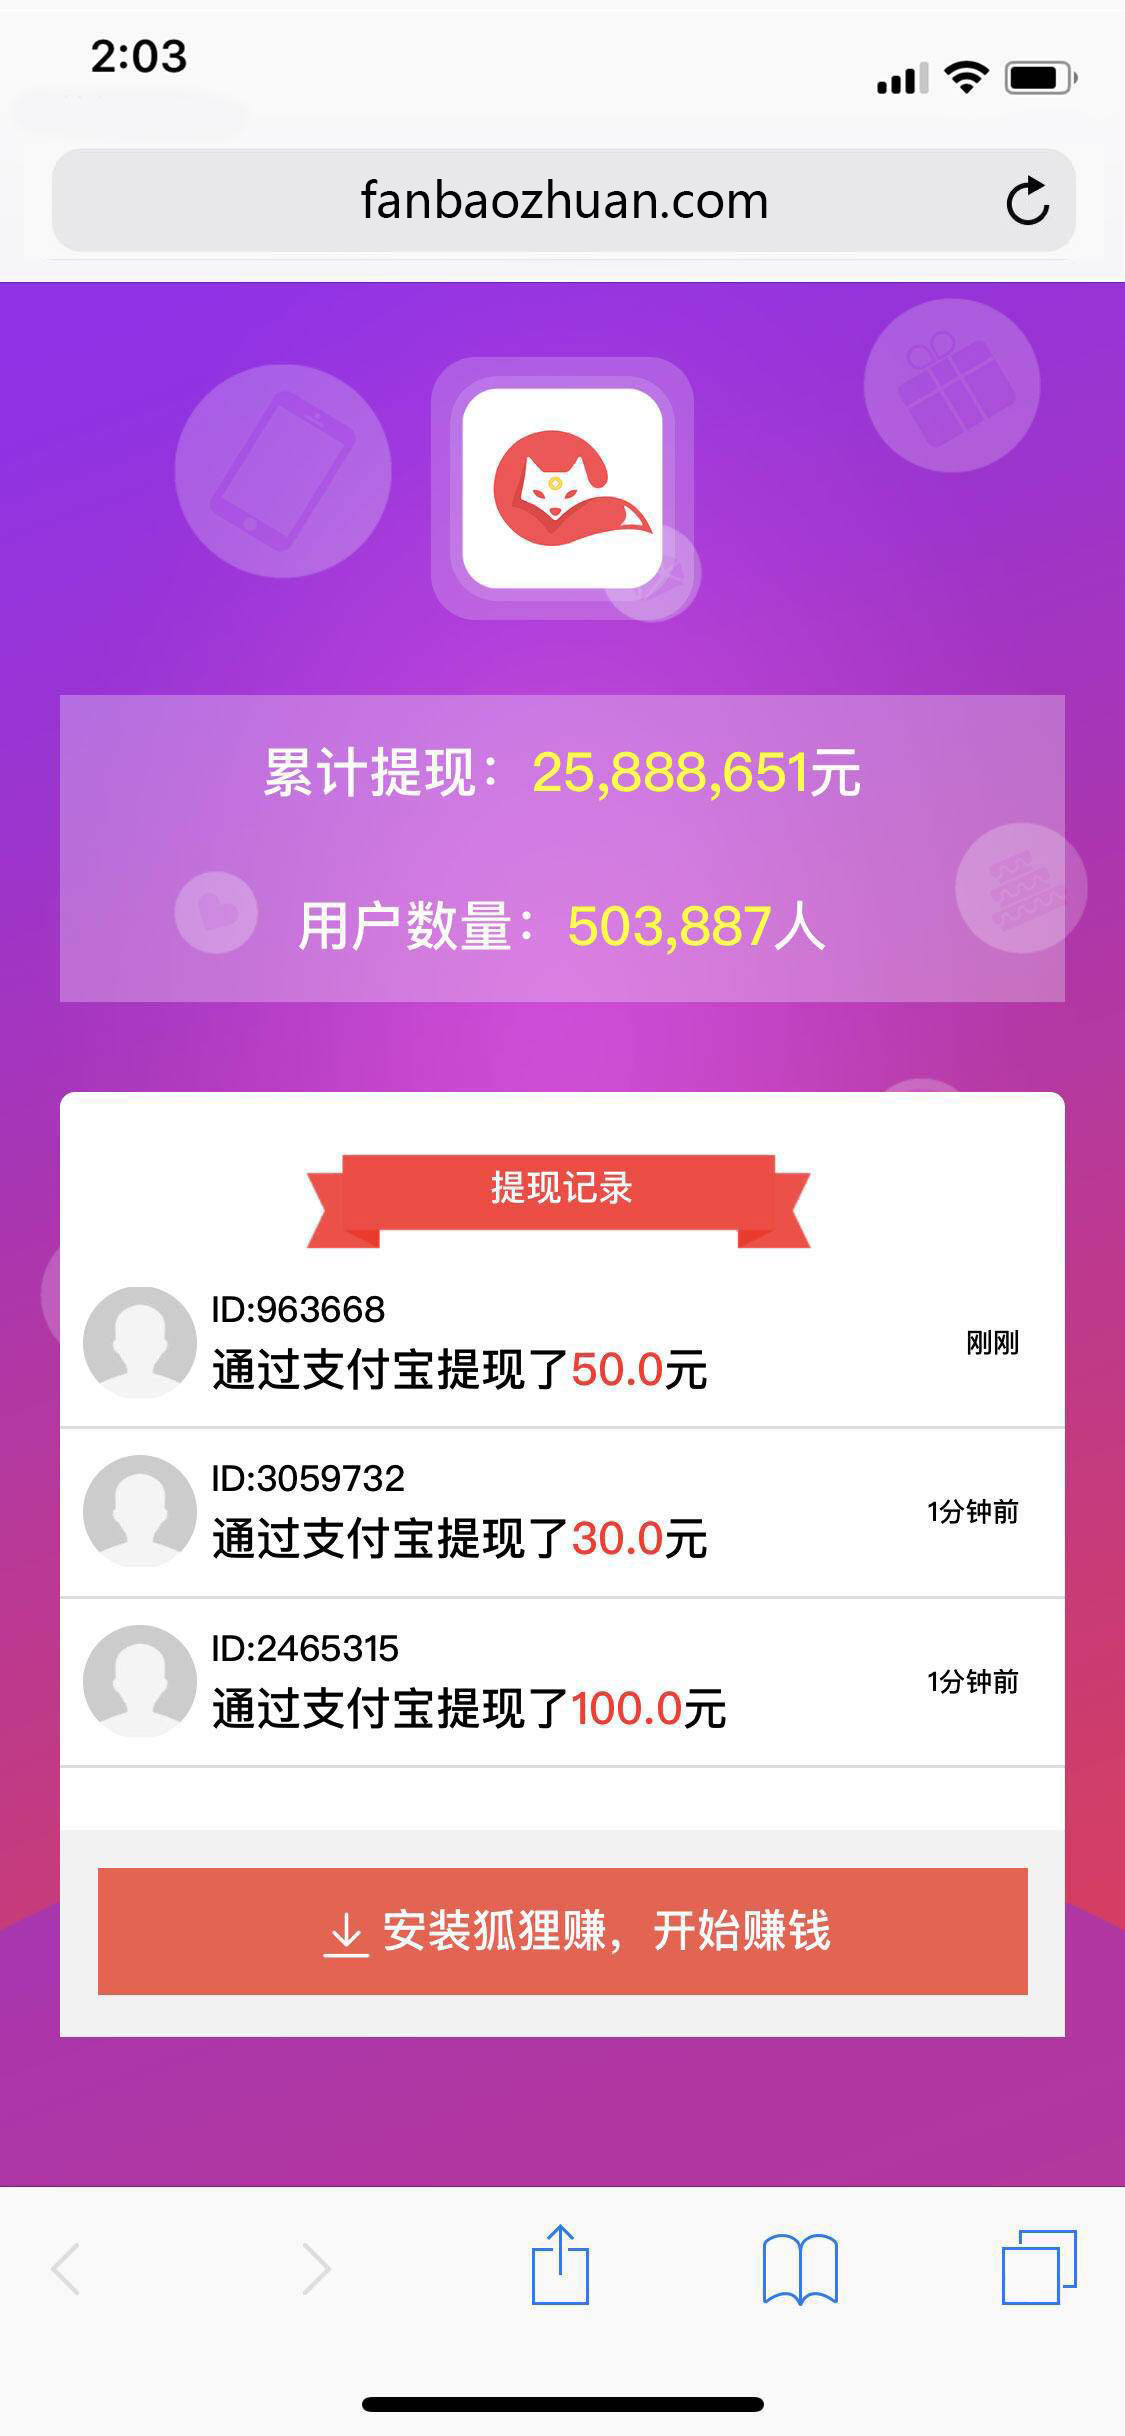 2:03
fanbaozhuan.com
累计提现：25,888,651元
用户数量：503,887人
提现记录
ID:963668
通过支付宝提现了50.0元
刚刚
ID:3059732
通过支付宝提现了30.0元
1分钟前
ID:2465315
通过支付宝提现了100.0元
1分钟前
安装狐狸赚，开始赚钱